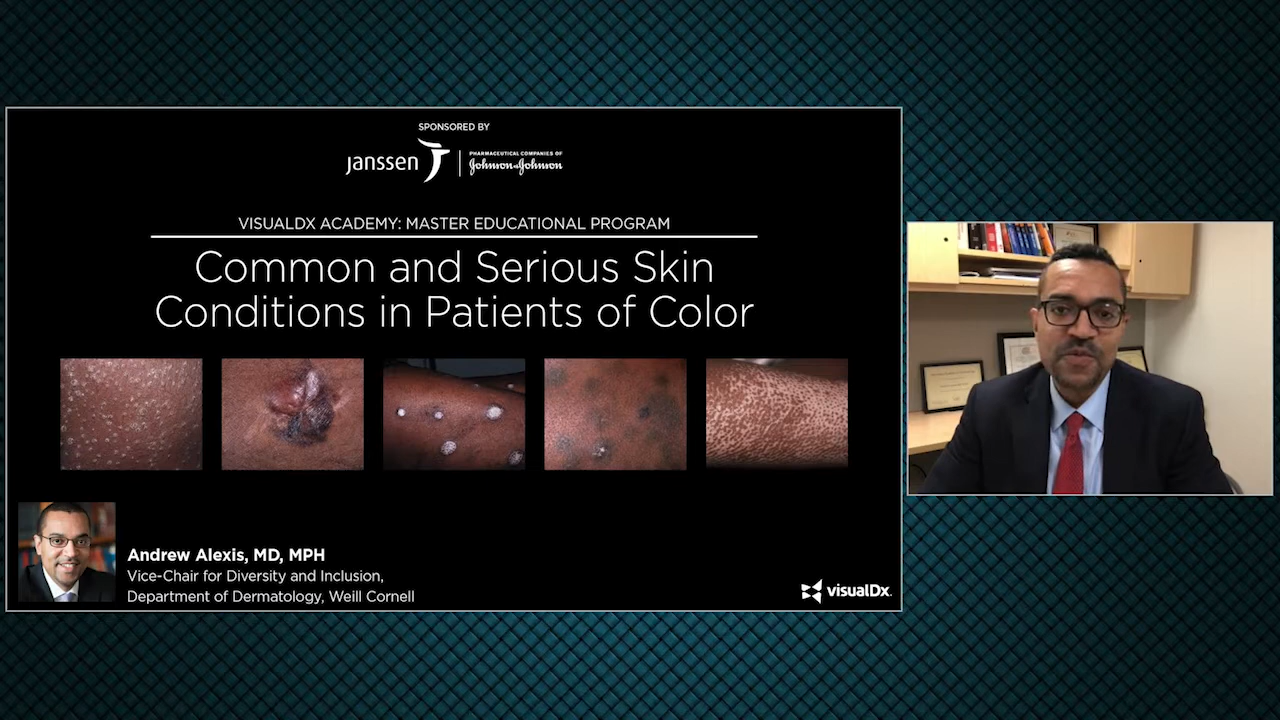 SPONSORED BY
janssen
PHARMACEUTICAL COMPANIES OF
Johnson & Johnson
VISUALDX ACADEMY: MASTER EDUCATIONAL PROGRAM
Common and Serious Skin
Conditions in Patients of Color
Andrew Alexis, MD, MPH
Vice-Chair for Diversity and Inclusion,
Department of Dermatology, Weill Cornell
visualDx.